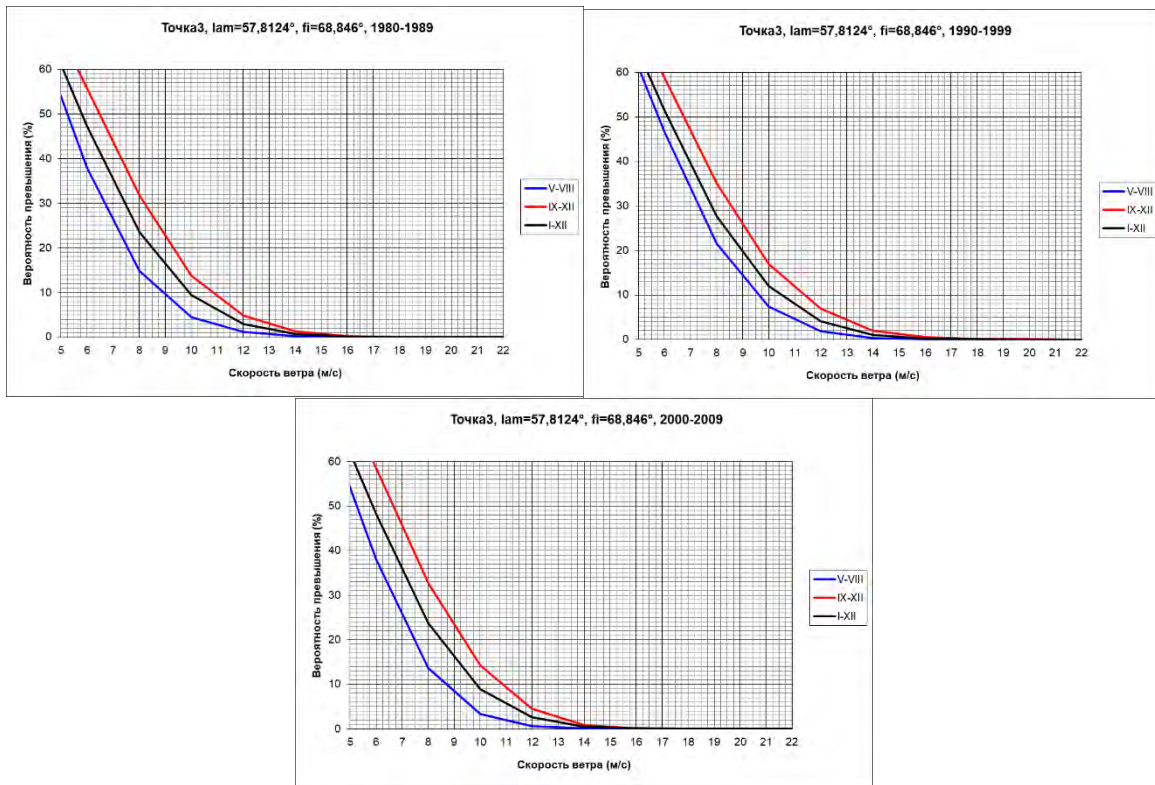 Точка3, lam=57,8124°, fi=68,846°, 1980-1989
Вероятность превышения (%)
60
50
40
30
20
10
0
5 6 7 8 9 10 11 12 13 14 15 16 17 18 19 20 21 22
Скорость ветра (м/с)
V-VIII
IX-XII
I-XII
Точка3, lam=57,8124°, fi=68,846°, 1990-1999
Вероятность превышения (%)
60
50
40
30
20
10
0
5 6 7 8 9 10 11 12 13 14 15 16 17 18 19 20 21 22
Скорость ветра (м/с)
V-VIII
IX-XII
I-XII
Точка3, lam=57,8124°, fi=68,846°, 2000-2009
Вероятность превышения (%)
60
50
40
30
20
10
0
5 6 7 8 9 10 11 12 13 14 15 16 17 18 19 20 21 22
Скорость ветра (м/с)
V-VIII
IX-XII
I-XII